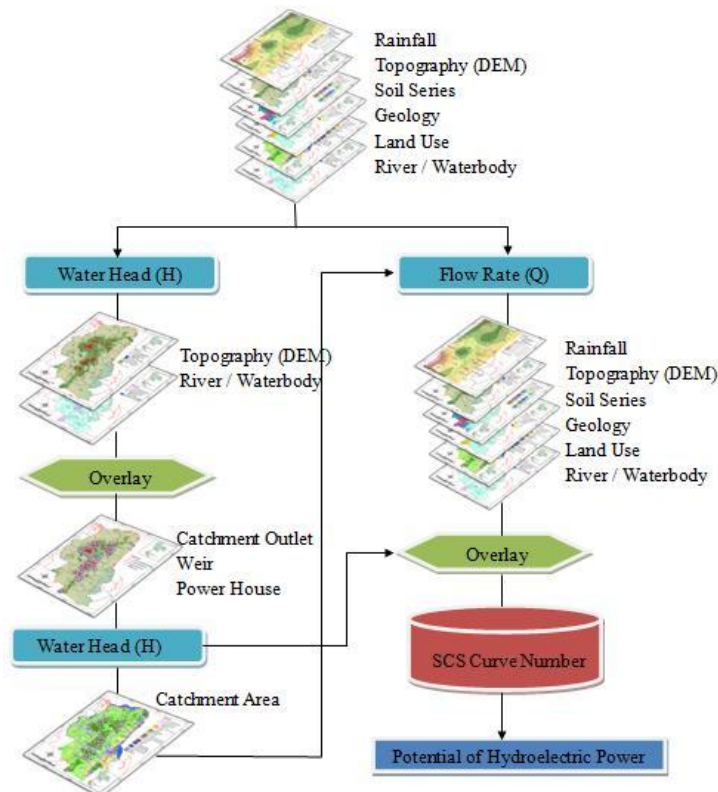 Rainfall
Topography (DEM)
Soil Series
Geology
Land Use
River / Waterbody
Water Head (H)
Flow Rate (Q)
Topography (DEM)
River / Waterbody
Rainfall
Topography (DEM)
Soil Series
Geology
Land Use
River / Waterbody
Overlay
Catchment Outlet
Weir
Power House
Overlay
Water Head (H)
SCS Curve Number
Catchment Area
Potential of Hydroelectric Power